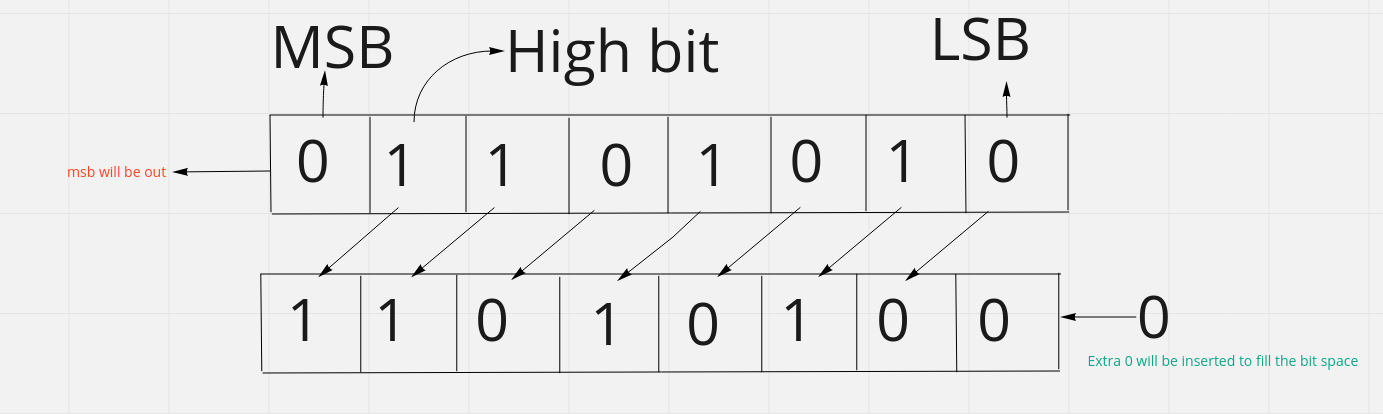 MSB
High bit
LSB
0 1 1 0 1 0 1 0
msb will be out
1 1 0 1 0 1 0 0
0
Extra 0 will be inserted to fill the bit space